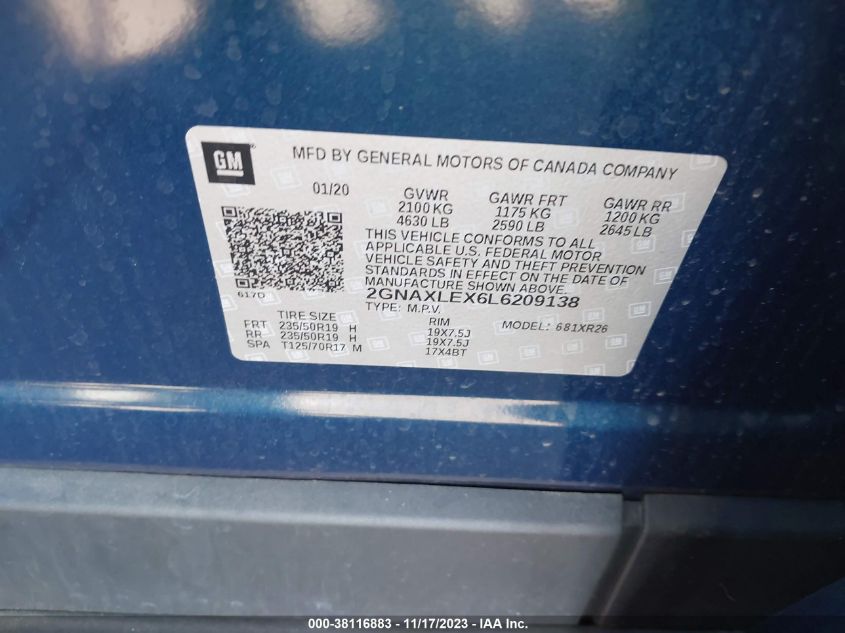 GM
MFD BY GENERAL MOTORS OF CANADA COMPANY
01/20 GVWR GAWR FRT GAWR RR
2100 KG 1175 KG 1200 KG
4630 LB 2590 LB 2645 LB
THIS VEHICLE CONFORMS TO ALL
APPLICABLE U.S. FEDERAL MOTOR
VEHICLE SAFETY AND THEFT PREVENTION
STANDARDS IN EFFECT ON THE DATE OF
MANUFACTURE SHOWN ABOVE.
617D 2GNAXLEX6L6209138
TYPE: M.P.V.
TIRE SIZE RIM MODEL: 681XR26
FRT 235/50R19 H 19X7.5J
RR 235/50R19 H 19X7.5J
SPA T125/70R17 M 17X4BT
000-38116883 - 11/17/2023 - IAA Inc.